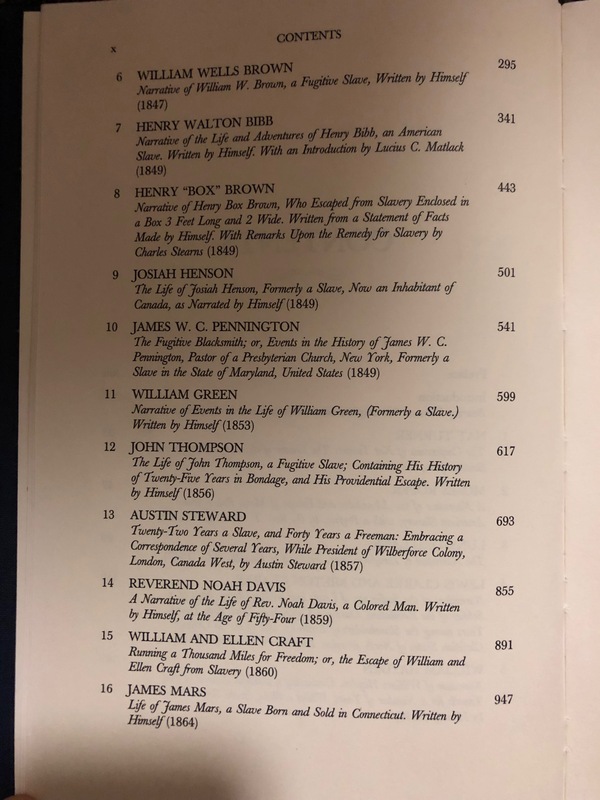 CONTENTS
x
6 WILLIAM WELLS BROWN 295
Narrative of William W. Brown, a Fugitive Slave, Written by Himself
(1847)
7 HENRY WALTON BIBB 341
Narrative of the Life and Adventures of Henry Bibb, an American
Slave. Written by Himself. With an Introduction by Lucius C. Matlack
(1849)
8 HENRY "BOX" BROWN 443
Narrative of Henry Box Brown, Who Escaped from Slavery Enclosed in
a Box 3 Feet Long and 2 Wide. Written from a Statement of Facts
Made by Himself. With Remarks Upon the Remedy for Slavery by
Charles Stearns (1849)
9 JOSIAH HENSON 501
The Life of Josiah Henson, Formerly a Slave, Now an Inhabitant of
Canada, as Narrated by Himself (1849)
10 JAMES W. C. PENNINGTON 541
The Fugitive Blacksmith; or, Events in the History of James W. C.
Pennington, Pastor of a Presbyterian Church, New York, Formerly a
Slave in the State of Maryland, United States (1849)
11 WILLIAM GREEN 599
Narrative of Events in the Life of William Green, (Formerly a Slave.)
Written by Himself (1853)
12 JOHN THOMPSON 617
The Life of John Thompson, a Fugitive Slave; Containing His History
of Twenty-Five Years in Bondage, and His Providential Escape. Written
by Himself (1856)
13 AUSTIN STEWARD 693
Twenty-Two Years a Slave, and Forty Years a Freeman: Embracing a
Correspondence of Several Years, While President of Wilberforce Colony,
London, Canada West, by Austin Steward (1857)
14 REVEREND NOAH DAVIS 855
A Narrative of the Life of Rev. Noah Davis, a Colored Man. Written
by Himself, at the Age of Fifty-Four (1859)
15 WILLIAM AND ELLEN CRAFT 891
Running a Thousand Miles for Freedom; or, the Escape of William and
Ellen Craft from Slavery (1860)
16 JAMES MARS 947
Life of James Mars, a Slave Born and Sold in Connecticut. Written by
Himself (1864)